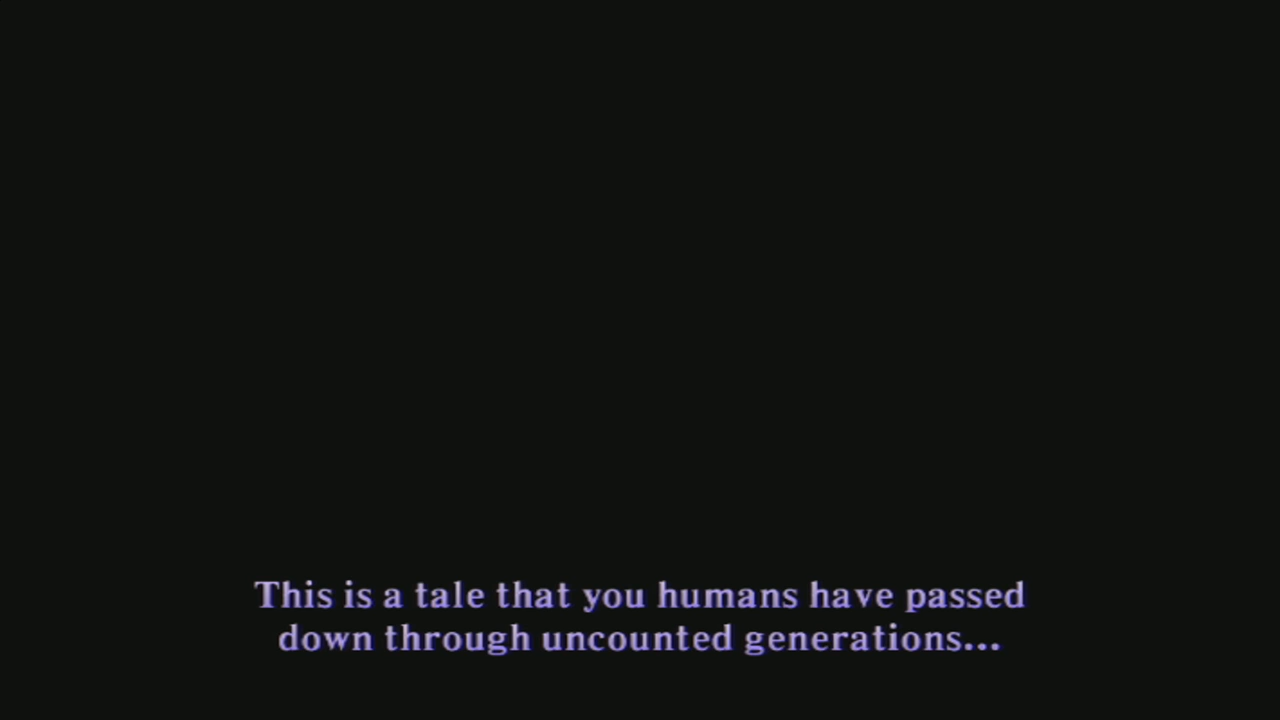 This is a tale that you humans have passed
down through uncounted generations...